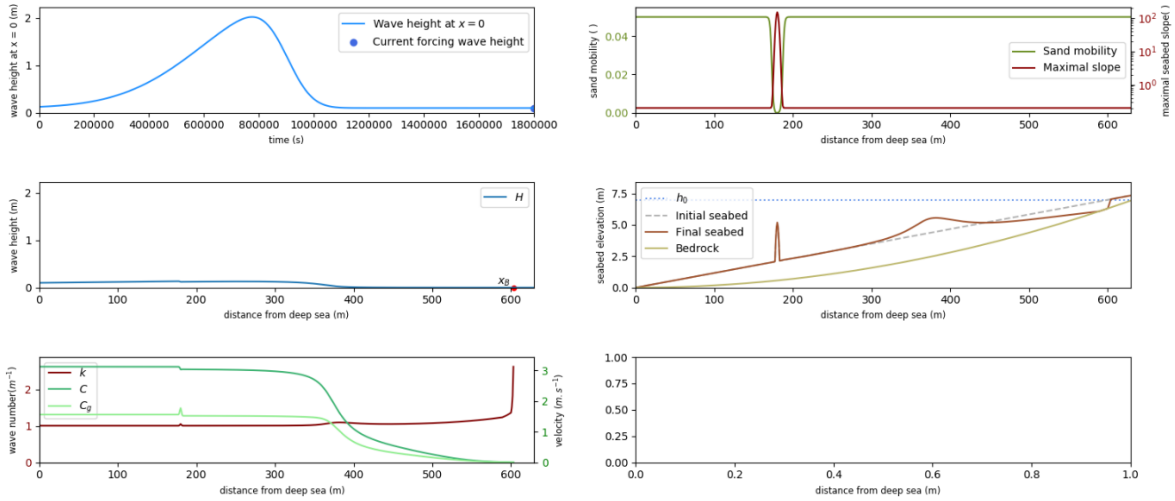 wave height at x = 0 (m)
2
1
0
Wave height at x = 0
Current forcing wave height
0 200000 400000 600000 800000 1000000 1200000 1400000 1600000 1800000
time (s)
sand mobility ( )
0.04
0.02
0.00
Sand mobility
Maximal slope
10² 
10¹
10⁰
maximal seabed slope( )
0 100 200 300 400 500 600
distance from deep sea (m)
wave height (m)
2
1
0
H
x_B
0 100 200 300 400 500 600
distance from deep sea (m)
seabed elevation (m)
7.5
5.0
2.5
0.0
h₀
Initial seabed
Final seabed
Bedrock
0 100 200 300 400 500 600
distance from deep sea (m)
wave number(m⁻¹)
2
1
0
k
C
C_g
3
2
1
0
velocity (m.s⁻¹)
0 100 200 300 400 500 600
distance from deep sea (m)
1.00
0.75
0.50
0.25
0.00
0.0 0.2 0.4 0.6 0.8 1.0
distance from deep sea (m)